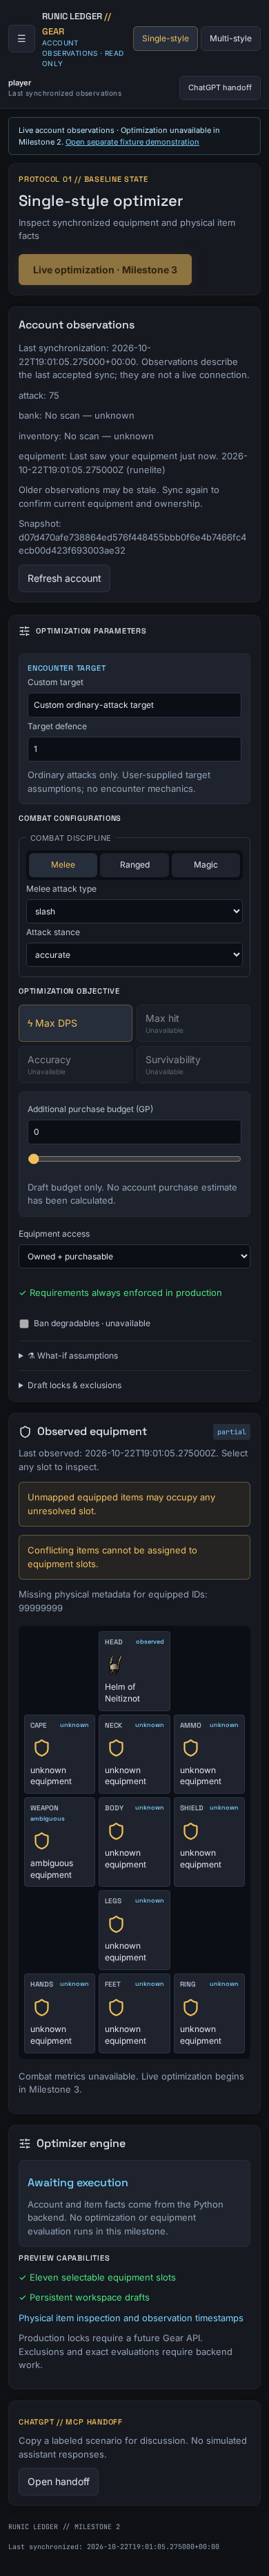 ☰
RUNIC LEDGER //
GEAR
ACCOUNT
OBSERVATIONS · READ
ONLY
Single-style
Multi-style
player
Last synchronized observations
ChatGPT handoff
Live account observations · Optimization unavailable in
Milestone 2. Open separate fixture demonstration
PROTOCOL 01 // BASELINE STATE
Single-style optimizer
Inspect synchronized equipment and physical item
facts
Live optimization · Milestone 3
Account observations
Last synchronization: 2026-10-
22T19:01:05.275000+00:00. Observations describe
the last accepted sync; they are not a live connection.
attack: 75
bank: No scan — unknown
inventory: No scan — unknown
equipment: Last saw your equipment just now. 2026-
10-22T19:01:05.275000Z (runelite)
Older observations may be stale. Sync again to
confirm current equipment and ownership.
Snapshot:
d07d470afe738864ed576f448455bbb0f6e4b7466fc4
ecb00d423f693003ae32
Refresh account
OPTIMIZATION PARAMETERS
ENCOUNTER TARGET
Custom target
Custom ordinary-attack target
Target defence
1
Ordinary attacks only. User-supplied target
assumptions; no encounter mechanics.
COMBAT CONFIGURATIONS
COMBAT DISCIPLINE
Melee
Ranged
Magic
Melee attack type
slash
Attack stance
accurate
OPTIMIZATION OBJECTIVE
ϟ Max DPS
Max hit
Unavailable
Accuracy
Unavailable
Survivability
Unavailable
Additional purchase budget (GP)
0
Draft budget only. No account purchase estimate
has been calculated.
Equipment access
Owned + purchasable
✓ Requirements always enforced in production
Ban degradables · unavailable
▶ ⚗ What-if assumptions
▶ Draft locks & exclusions
Observed equipment
partial
Last observed: 2026-10-22T19:01:05.275000Z. Select
any slot to inspect.
Unmapped equipped items may occupy any
unresolved slot.
Conflicting items cannot be assigned to
equipment slots.
Missing physical metadata for equipped IDs:
99999999
HEAD observed
Helm of
Neitiznot
CAPE unknown
unknown
equipment
NECK unknown
unknown
equipment
AMMO unknown
unknown
equipment
WEAPON
ambiguous
ambiguous
equipment
BODY unknown
unknown
equipment
SHIELD unknown
unknown
equipment
LEGS unknown
unknown
equipment
HANDS unknown
unknown
equipment
FEET unknown
unknown
equipment
RING unknown
unknown
equipment
Combat metrics unavailable. Live optimization begins
in Milestone 3.
Optimizer engine
Awaiting execution
Account and item facts come from the Python
backend. No optimization or equipment
evaluation runs in this milestone.
PREVIEW CAPABILITIES
✓ Eleven selectable equipment slots
✓ Persistent workspace drafts
Physical item inspection and observation timestamps
Production locks require a future Gear API.
Exclusions and exact evaluations require backend
work.
CHATGPT // MCP HANDOFF
Copy a labeled scenario for discussion. No simulated
assistant responses.
Open handoff
RUNIC LEDGER // MILESTONE 2
Last synchronized: 2026-10-22T19:01:05.275000+00:00